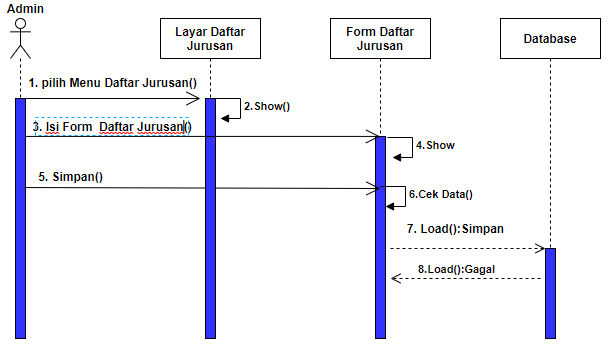 Admin
Layar Daftar
Jurusan
Form Daftar
Jurusan
Database
1. pilih Menu Daftar Jurusan()
2.Show()
3. Isi Form Daftar Jurusan()
4.Show
5. Simpan()
6.Cek Data()
7. Load():Simpan
8.Load():Gagal